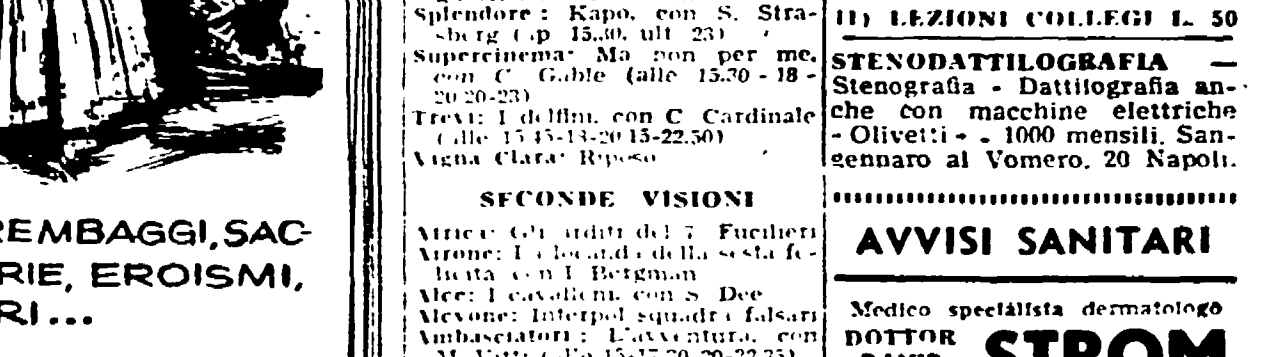 REMBAGGI, SAC-
RIE, EROISMI,
RI...
Splendore: Kapo, con S. Stra-
sberg (ap. 15.30, ult 23)
Supercinema: Ma non per me,
con C. Gable (alle 15.30 - 18 -
20.20-23)
Trevi: I delfini, con C Cardinale
(alle 15.45-18-20.15-22.50)
Vigna Clara: Riposo
SECONDE VISIONI
Africa: Gli arditi del 7. Fucilieri
Airone: La locanda della sesta fe-
licità con I. Bergman
Alce: I cavalloni, con S. Dee
Alcyone: Interpol squadra falsari
Ambasciatori: L'avventura, con
M. Vitti (alle
11) LEZIONI COLLEGI L. 50
STENODATTILOGRAFIA —
Stenografia - Dattilografia an-
che con macchine elettriche
- Olivetti - - 1000 mensili. San-
gennaro al Vomero, 20 Napoli.
AVVISI SANITARI
Medico specialista dermatologo
DOTTOR
STROM